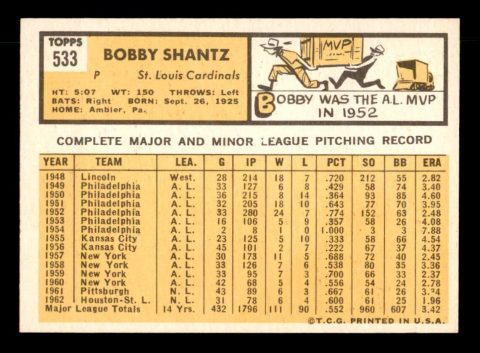 TOPPS
533
BOBBY SHANTZ
P St. Louis Cardinals
HT: 5:07 WT: 150 THROWS: Left
BATS: Right BORN: Sept. 26, 1925
HOME: Ambler, Pa.
MVP
BOBBY WAS THE A.L. MVP
IN 1952
COMPLETE MAJOR AND MINOR LEAGUE PITCHING RECORD
YEAR TEAM LEA. G IP W L PCT SO BB ERA
1948 Lincoln West. 28 214 18 7 .720 212 55 2.82
1949 Philadelphia A. L. 33 127 6 8 .429 58 74 3.40
1950 Philadelphia A. L. 36 215 8 14 .364 93 85 4.60
1951 Philadelphia A. L. 32 205 18 10 .643 77 70 3.95
1952 Philadelphia A. L. 33 280 24 7 .774 152 63 2.48
1953 Philadelphia A. L. 16 106 5 9 .357 58 26 4.08
1954 Philadelphia A. L. 2 8 1 0 1.000 3 3 7.88
1955 Kansas City A. L. 23 125 5 10 .333 58 66 4.54
1956 Kansas City A. L. 45 101 2 7 .222 67 37 4.37
1957 New York A. L. 30 173 11 5 .688 72 40 2.45
1958 New York A. L. 33 126 7 6 .538 80 35 3.36
1959 New York A. L. 33 95 7 3 .700 66 33 2.37
1960 New York A. L. 42 68 5 4 .556 54 24 2.78
1961 Pittsburgh N. L. 43 89 6 3 .667 61 26 3.34
1962 Houston-St. L. N. L. 31 78 6 4 .600 61 25 1.96
Major League Totals 14 Yrs. 432 1796 111 90 .552 960 607 3.42
© T.C.G. PRINTED IN U.S.A.